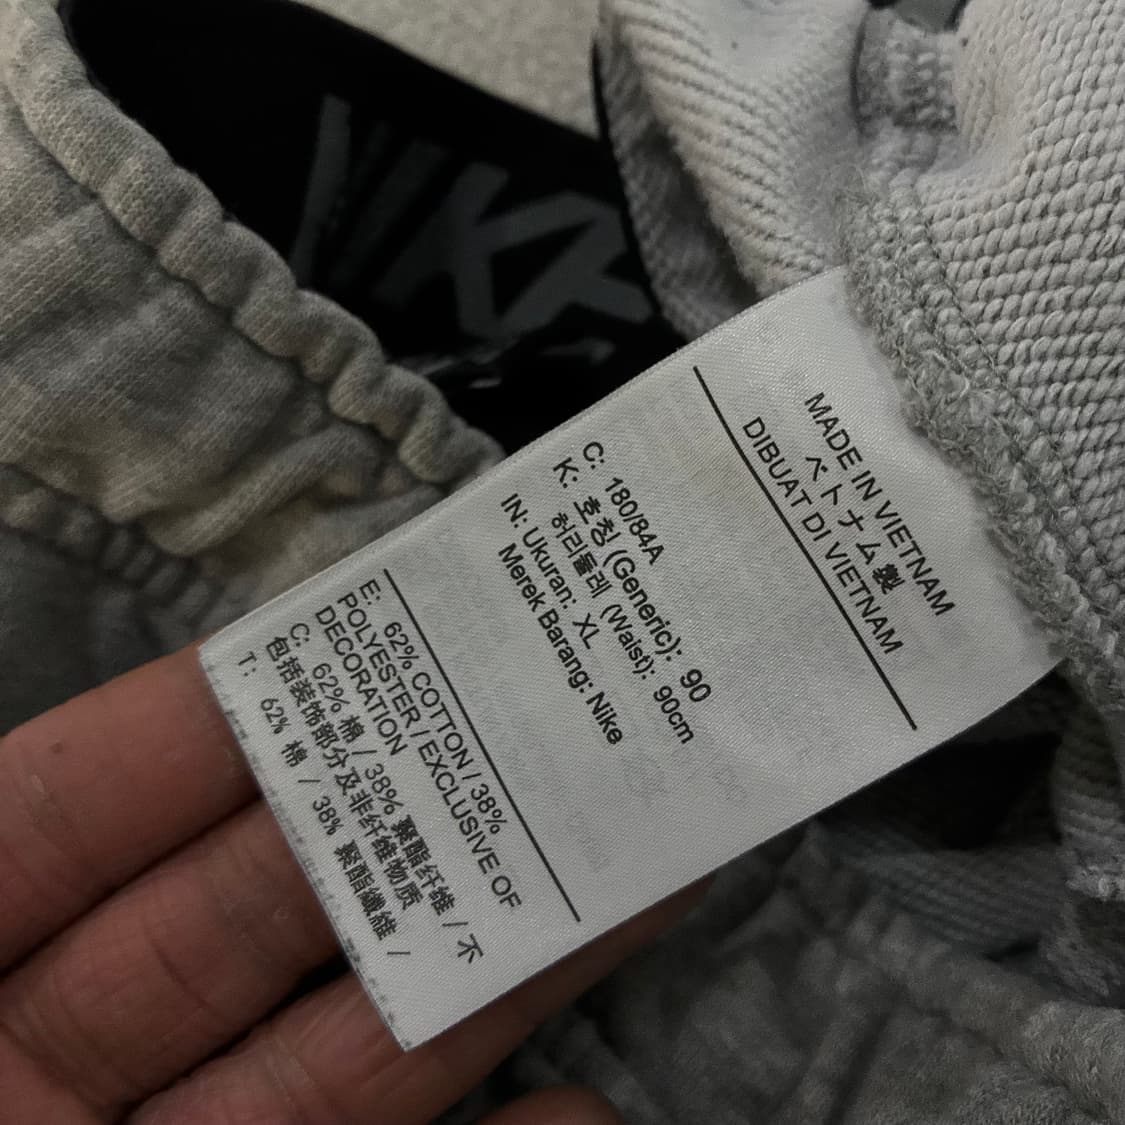 MADE IN VIETNAM
ベトナム製
DIBUAT DI VIETNAM
C: 180/84A
K: 호칭 (Generic): 90
허리둘레 (Waist): 90cm
IN: Ukuran: XL
Merek Barang: Nike
E: 62% COTTON / 38%
POLYESTER / EXCLUSIVE OF
DECORATION
C: 62% 棉 / 38% 聚酯纤维 / 不
包括装饰部分及非纤维物质
T: 62% 棉 / 38% 聚酯纖維 /